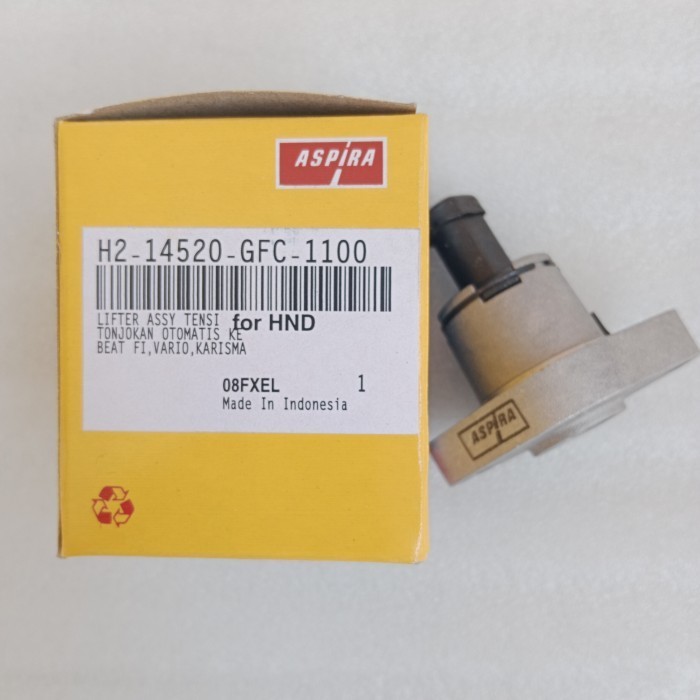 ASPIRA
H2-14520-GFC-1100
LIFTER ASSY TENSI for HND
TONJOKAN OTOMATIS KE
BEAT FI,VARIO,KARISMA
08FXEL 1
Made In Indonesia
ASPIRA